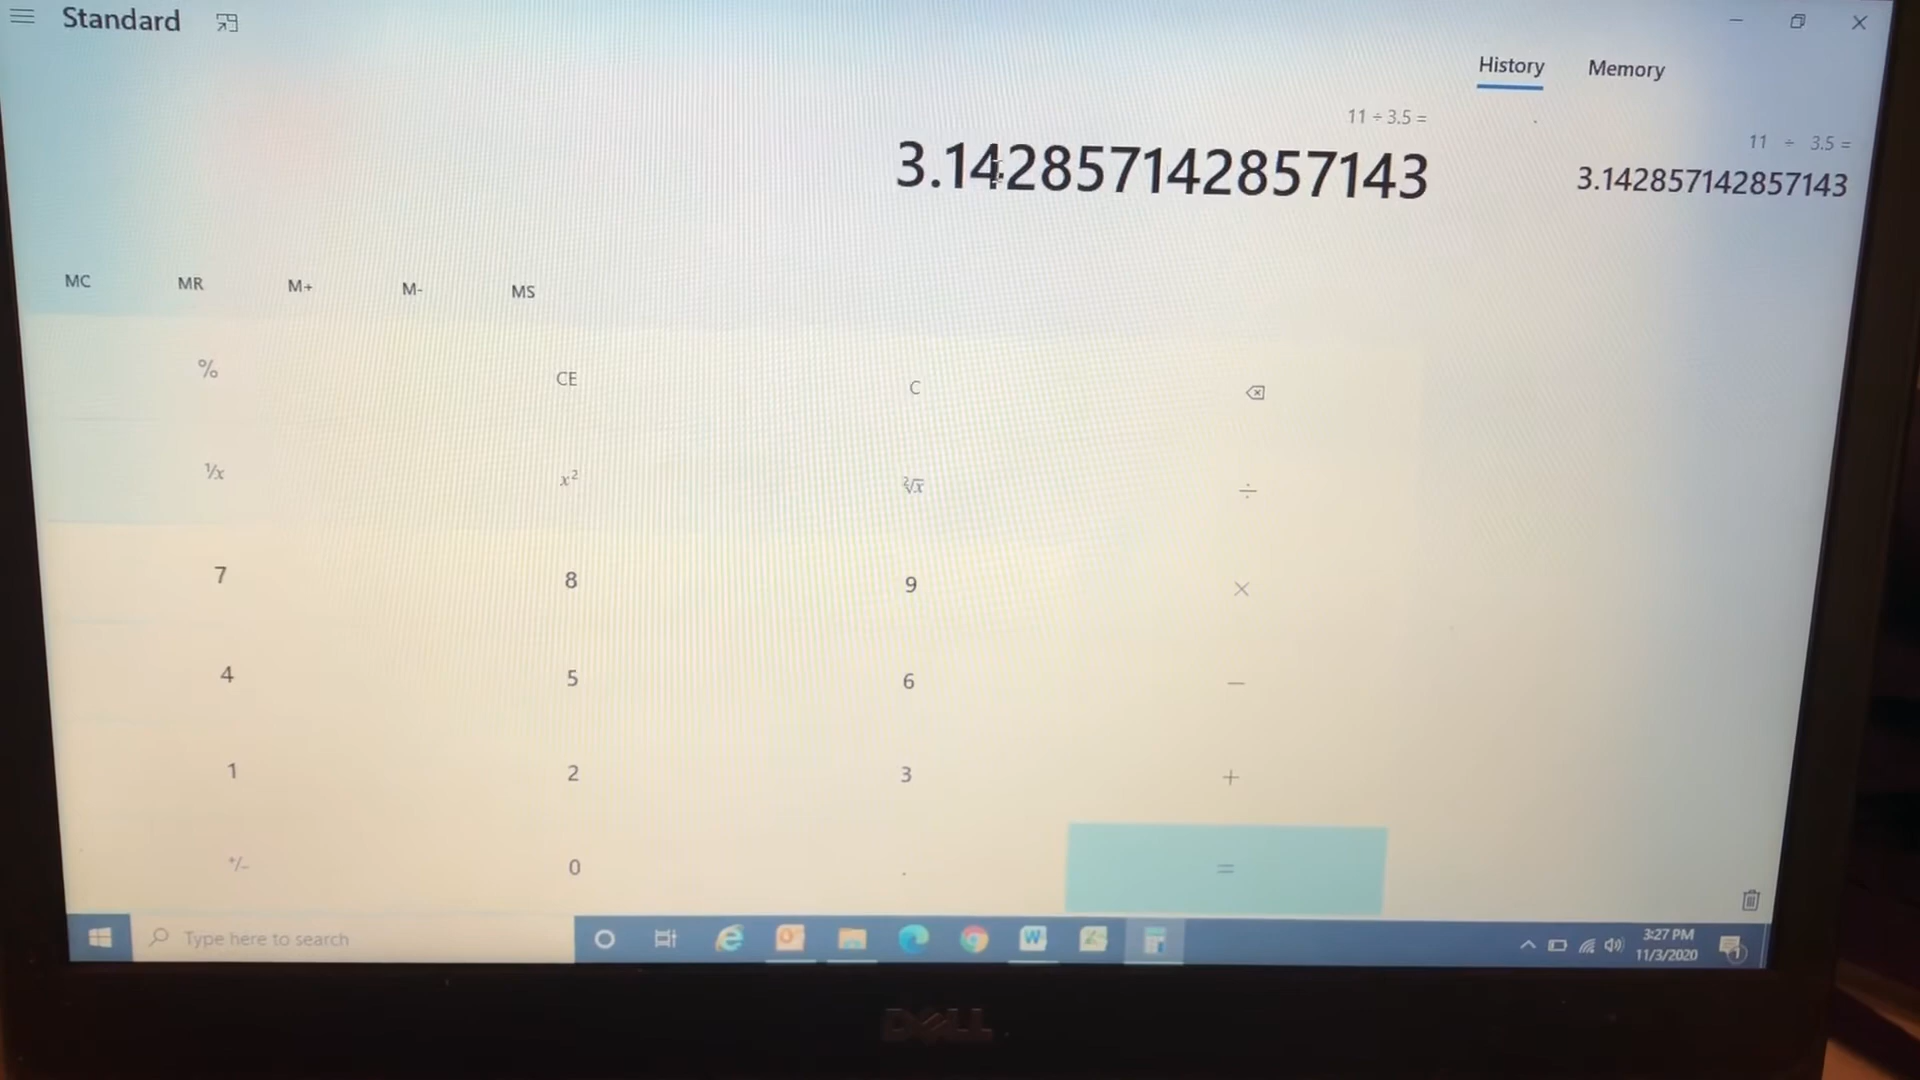 Standard
History Memory
11 ÷ 3.5 =
3.142857142857143
11 ÷ 3.5 =
3.142857142857143
MC MR M+ M- MS
% CE C
⅟x x² ²√x ÷
7 8 9 ×
4 5 6 −
1 2 3 +
+/- 0 . =
Type here to search
3:27 PM
11/3/2020
1
DELL